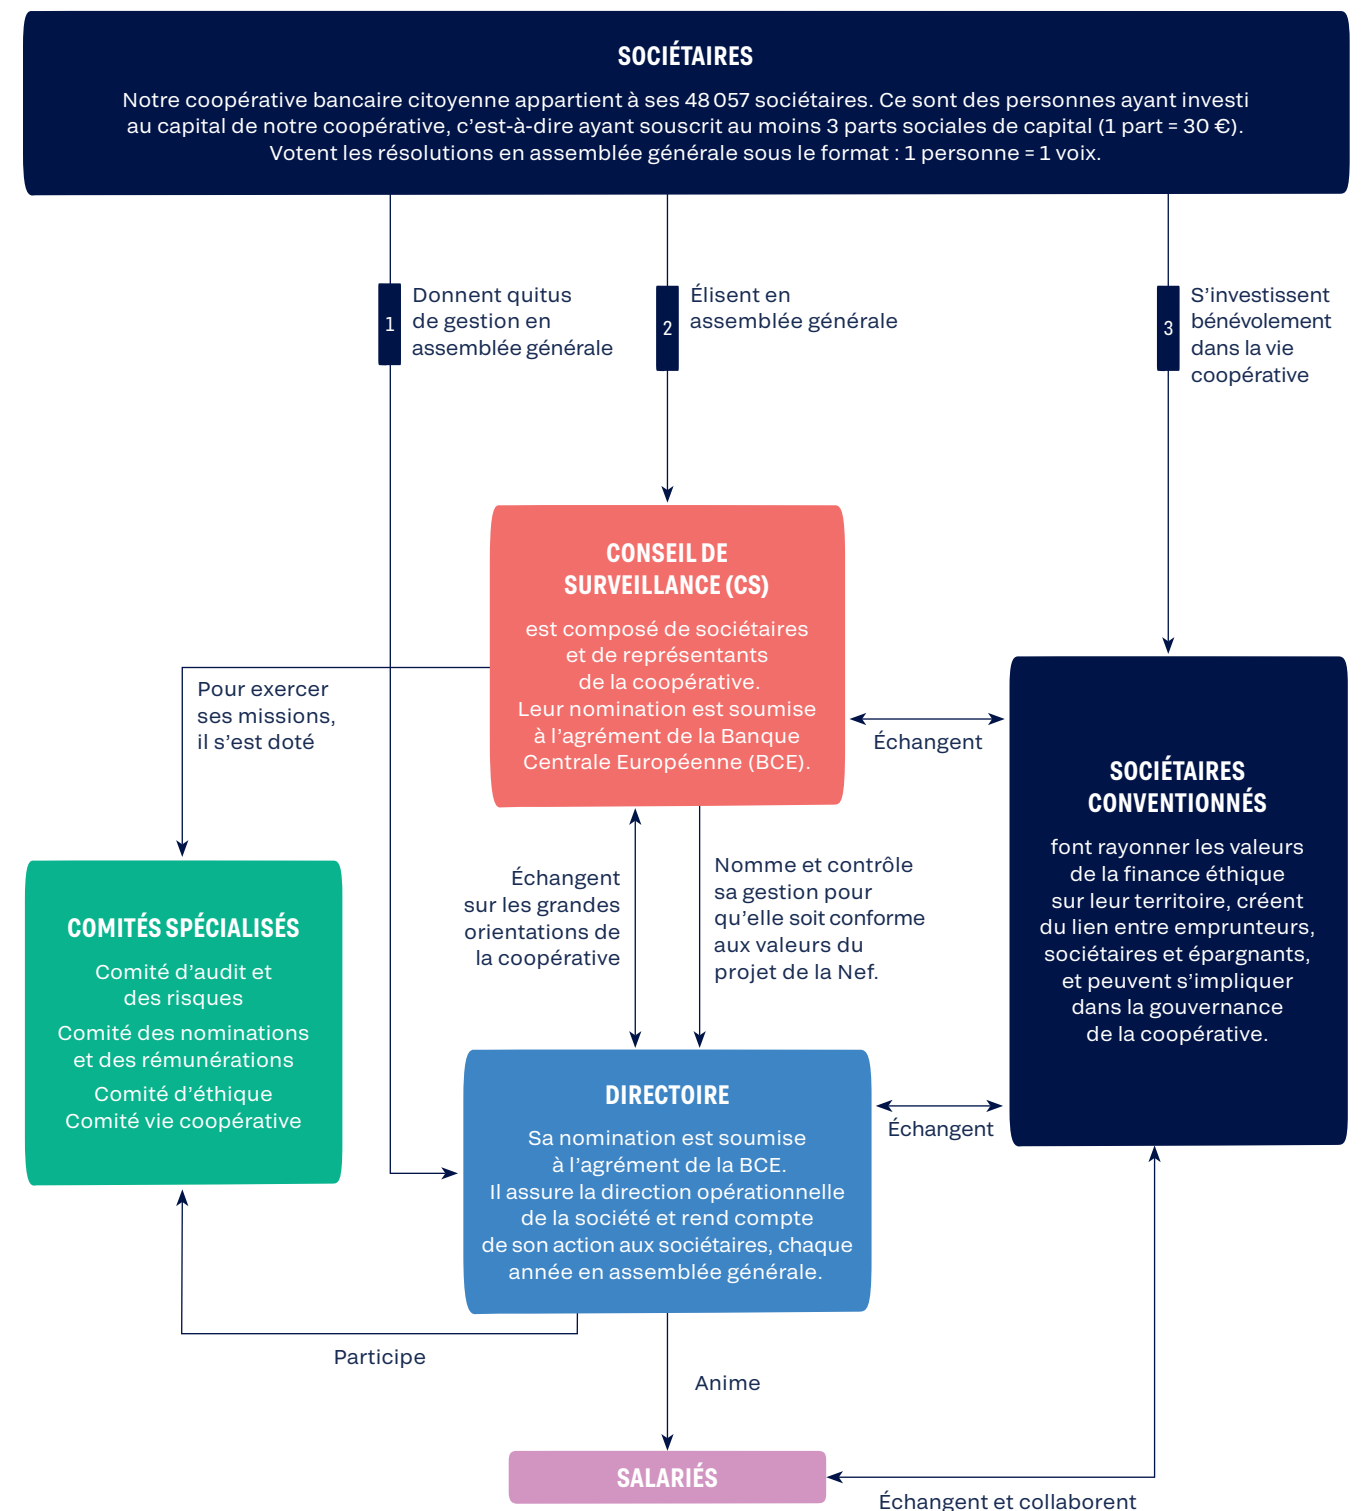 SOCIÉTAIRES
Notre coopérative bancaire citoyenne appartient à ses 48 057 sociétaires. Ce sont des personnes ayant investi
au capital de notre coopérative, c’est-à-dire ayant souscrit au moins 3 parts sociales de capital (1 part = 30 €).
Votent les résolutions en assemblée générale sous le format : 1 personne = 1 voix.
1
Donnent quitus
de gestion en
assemblée générale
2
Élisent en
assemblée générale
3
S’investissent
bénévolement
dans la vie
coopérative
CONSEIL DE
SURVEILLANCE (CS)
est composé de sociétaires
et de représentants
de la coopérative.
Leur nomination est soumise
à l’agrément de la Banque
Centrale Européenne (BCE).
Pour exercer
ses missions,
il s’est doté
Échangent
SOCIÉTAIRES
CONVENTIONNÉS
font rayonner les valeurs
de la finance éthique
sur leur territoire, créent
du lien entre emprunteurs,
sociétaires et épargnants,
et peuvent s’impliquer
dans la gouvernance
de la coopérative.
Échangent
sur les grandes
orientations de
la coopérative
Nomme et contrôle
sa gestion pour
qu’elle soit conforme
aux valeurs du
projet de la Nef.
COMITÉS SPÉCIALISÉS
Comité d’audit et
des risques
Comité des nominations
et des rémunérations
Comité d’éthique
Comité vie coopérative
DIRECTOIRE
Sa nomination est soumise
à l’agrément de la BCE.
Il assure la direction opérationnelle
de la société et rend compte
de son action aux sociétaires, chaque
année en assemblée générale.
Échangent
Participe
Anime
SALARIÉS
Échangent et collaborent